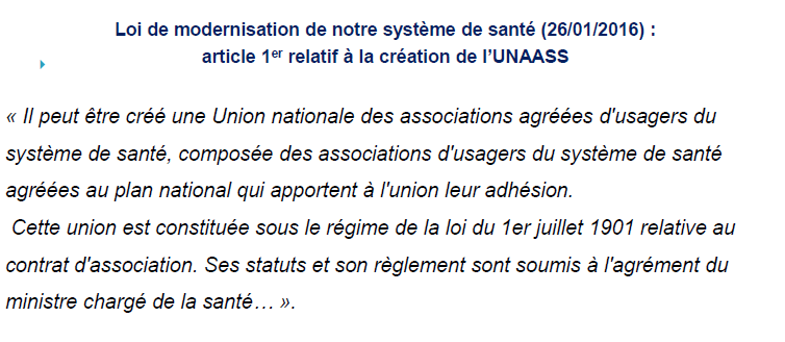 Loi de modernisation de notre système de santé (26/01/2016) :
article 1er relatif à la création de l'UNAASS
« Il peut être créé une Union nationale des associations agréées d'usagers du
système de santé, composée des associations d'usagers du système de santé
agréées au plan national qui apportent à l'union leur adhésion.
Cette union est constituée sous le régime de la loi du 1er juillet 1901 relative au
contrat d'association. Ses statuts et son règlement sont soumis à l'agrément du
ministre chargé de la santé… ».